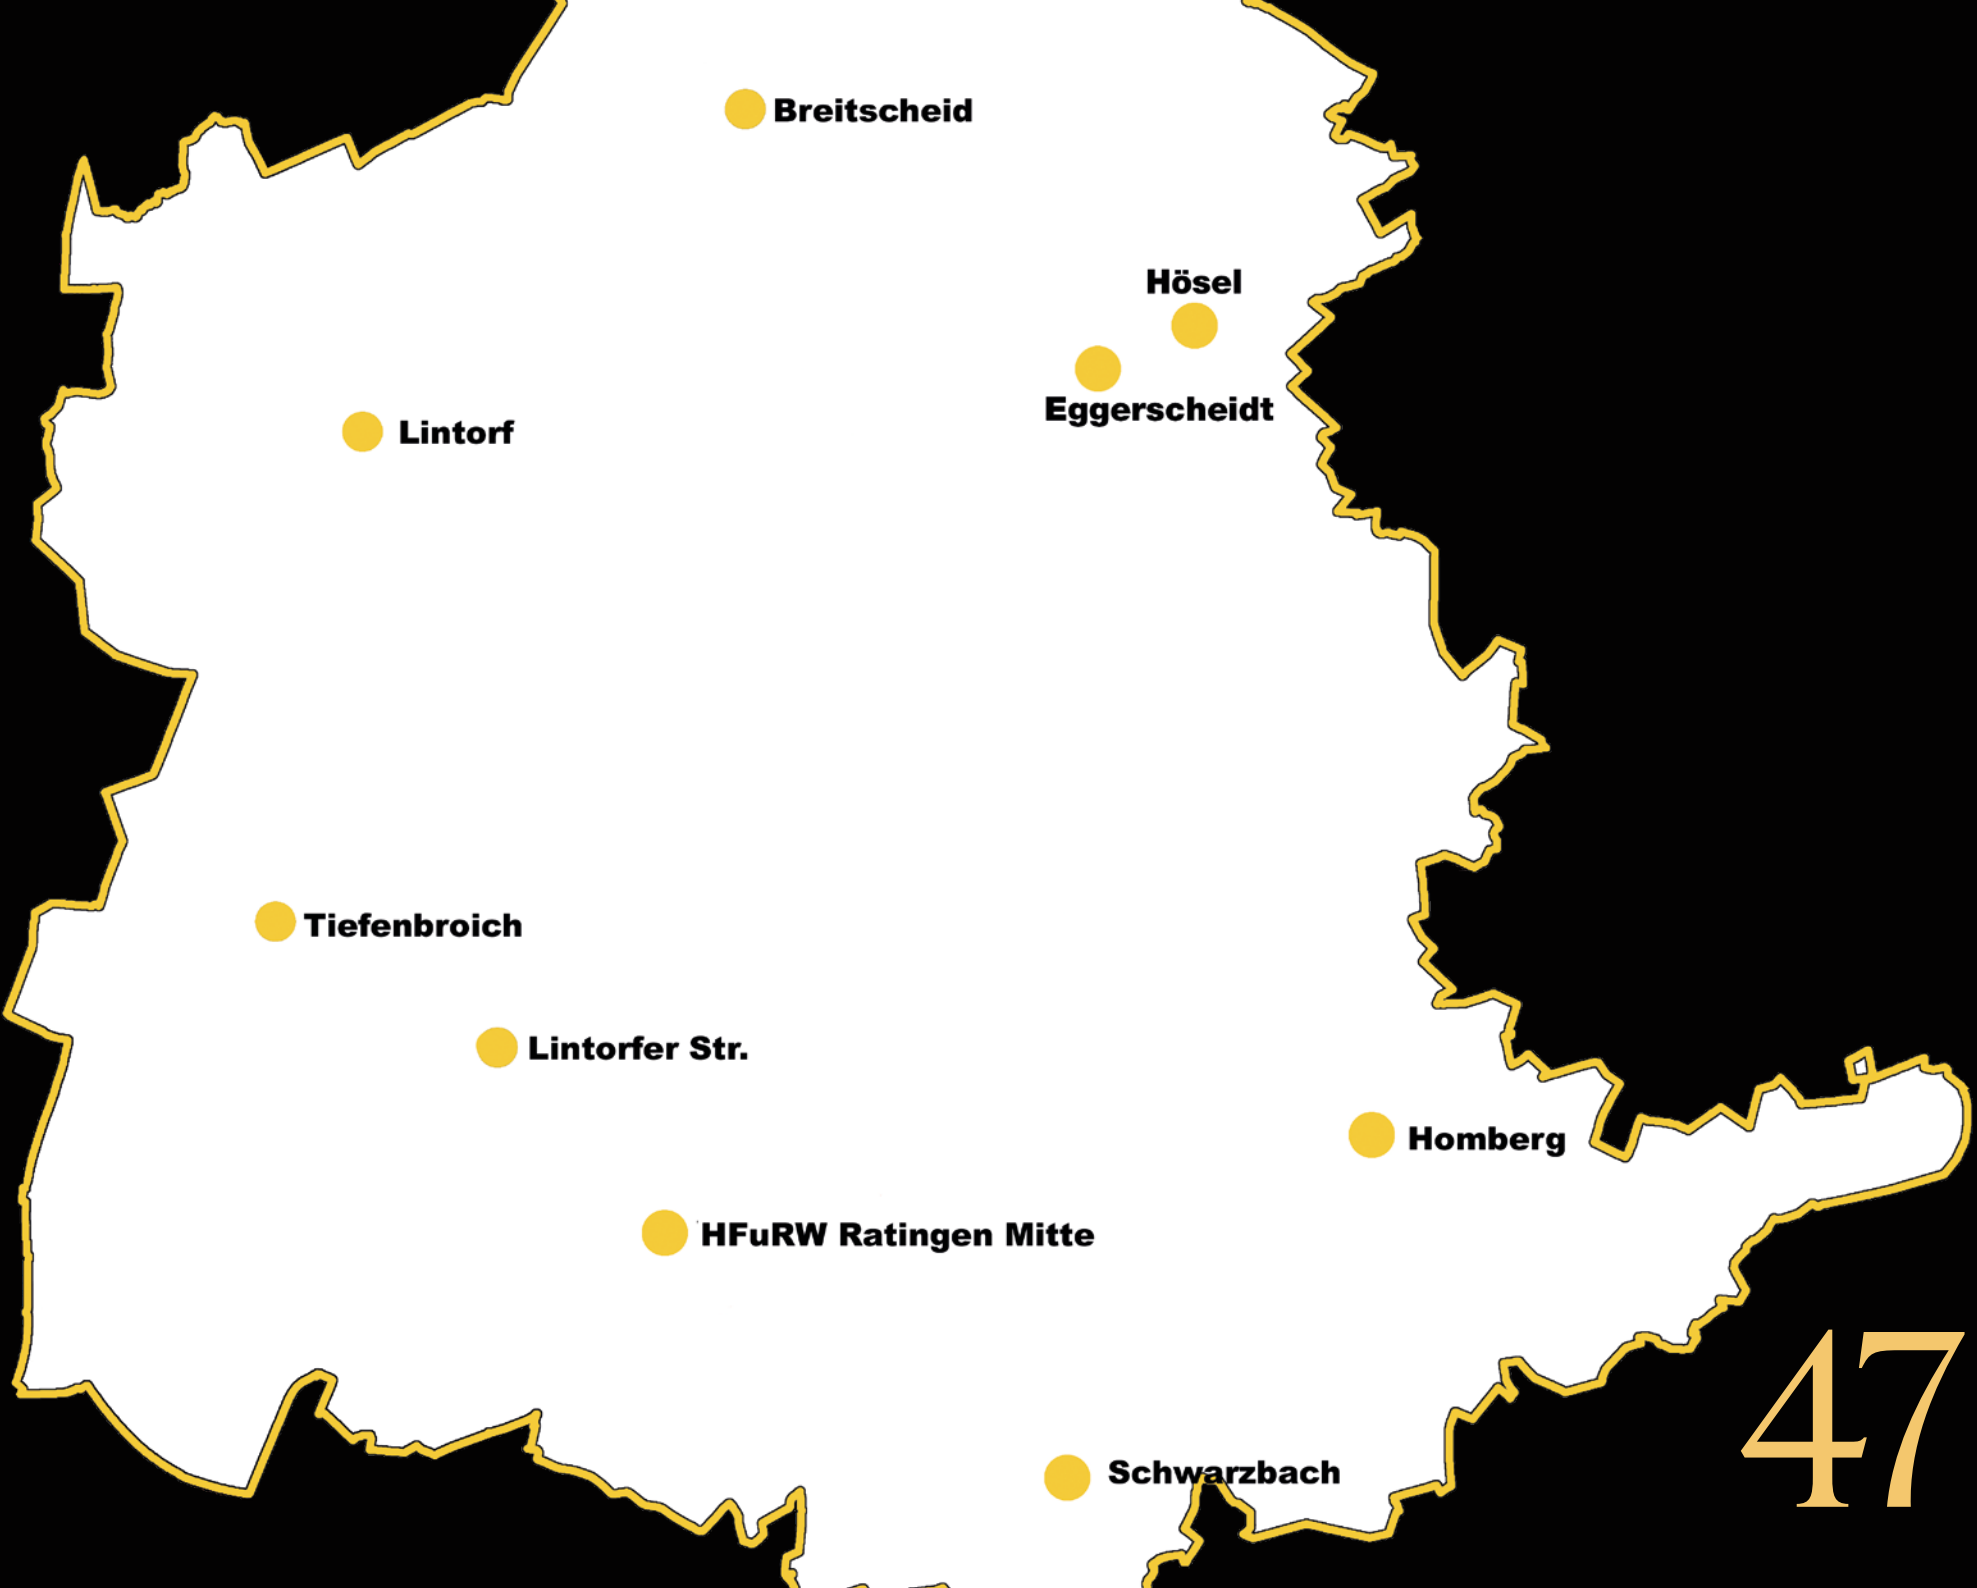 Breitscheid
Hösel
Eggerscheidt
Lintorf
Tiefenbroich
Lintorfer Str.
Homberg
HFuRW Ratingen Mitte
Schwarzbach
47